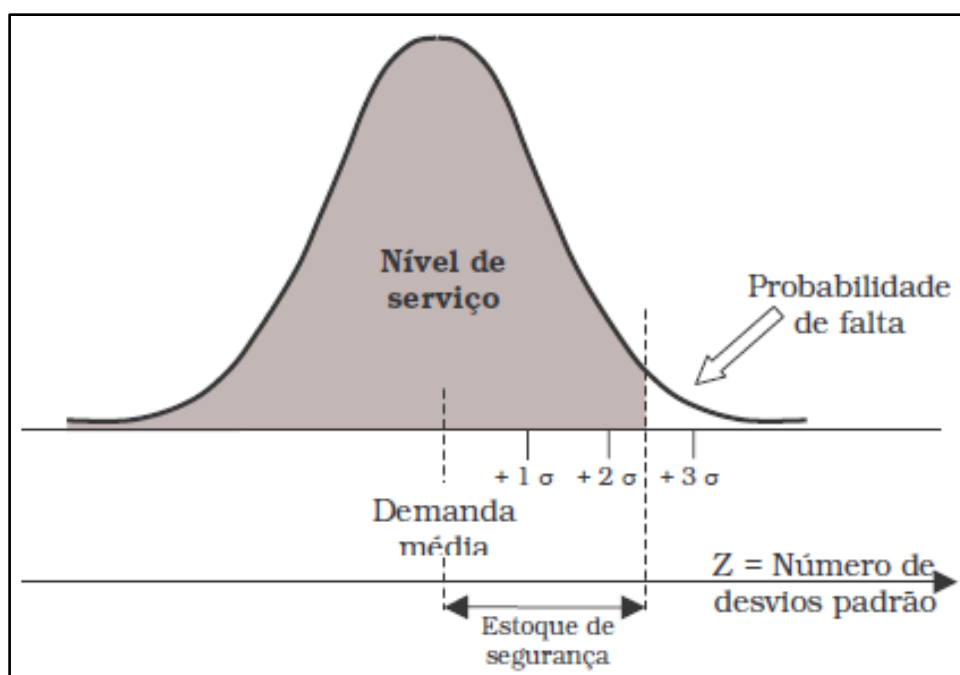 Nível de
serviço
Probabilidade
de falta
+ 1 σ + 2 σ + 3 σ
Demanda
média
Z = Número de
desvios padrão
Estoque de
segurança